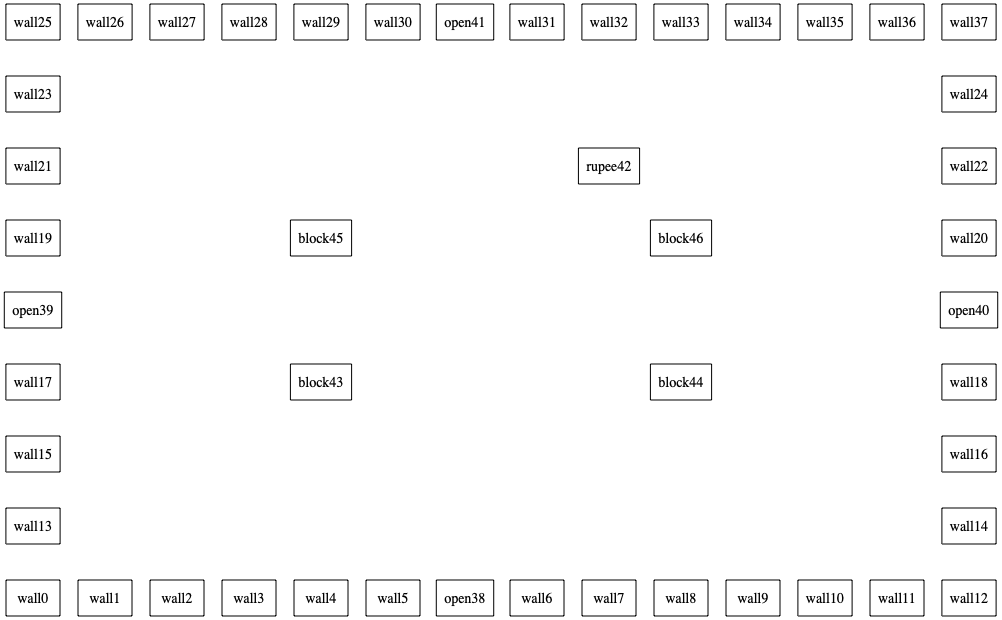 wall25 wall26 wall27 wall28 wall29 wall30 open41 wall31 wall32 wall33 wall34 wall35 wall36 wall37
wall23 wall24
wall21 rupee42 wall22
wall19 block45 block46 wall20
open39 open40
wall17 block43 block44 wall18
wall15 wall16
wall13 wall14
wall0 wall1 wall2 wall3 wall4 wall5 open38 wall6 wall7 wall8 wall9 wall10 wall11 wall12